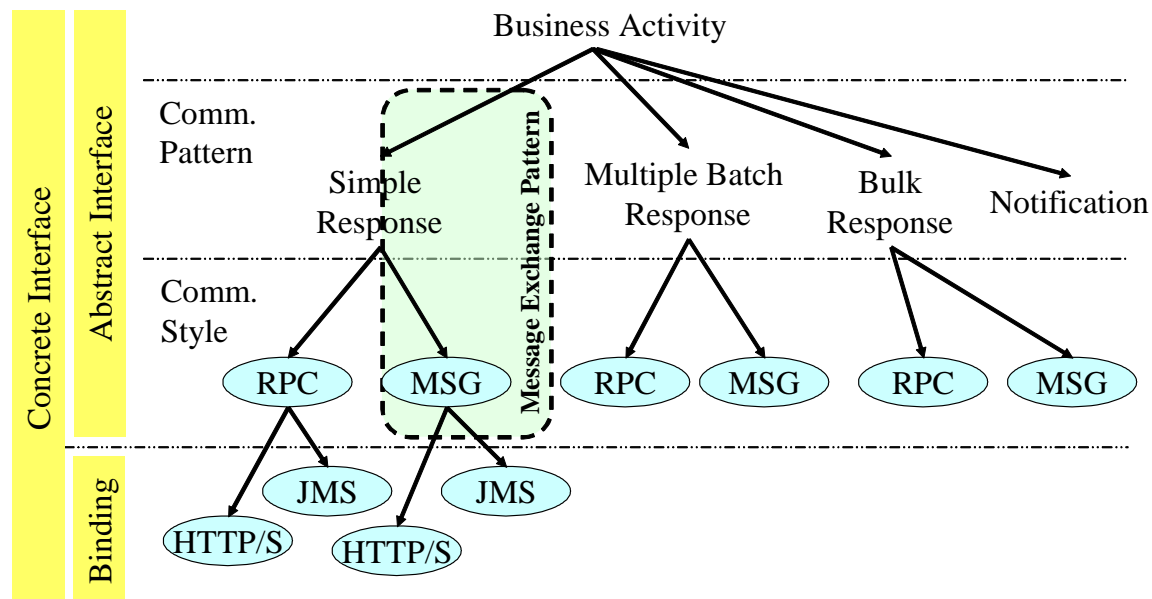 Business Activity
Concrete Interface
Abstract Interface
Comm.
Pattern
Message Exchange Pattern
Simple
Response
Multiple Batch
Response
Bulk
Response
Notification
Comm.
Style
RPC
MSG
RPC
MSG
RPC
MSG
Binding
JMS
JMS
HTTP/S
HTTP/S